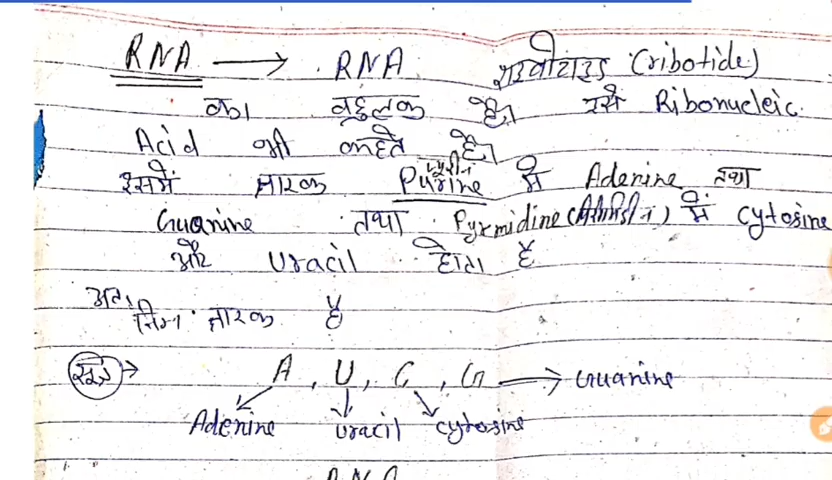 RNA → RNA राइबोटाइड (ribotide)
का बहुलक है। इसे Ribonucleic
Acid भी कहते है।
प्यूरीन
इसमें क्षारक Purine में Adenine तथा
Guanine तथा Pyrmidine में Cytosine
और Uracil होता है
अतः निम्न क्षारक है
A, U, C, G → Guanine
Adenine Uracil Cytosine
RNA